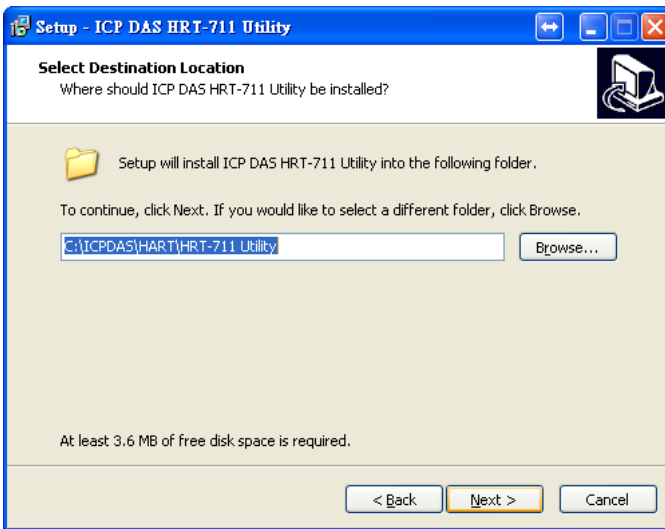 Setup - ICP DAS HRT-711 Utility
Select Destination Location
Where should ICP DAS HRT-711 Utility be installed?
Setup will install ICP DAS HRT-711 Utility into the following folder.
To continue, click Next. If you would like to select a different folder, click Browse.
C:\ICPDAS\HART\HRT-711 Utility
Browse...
At least 3.6 MB of free disk space is required.
< Back Next > Cancel